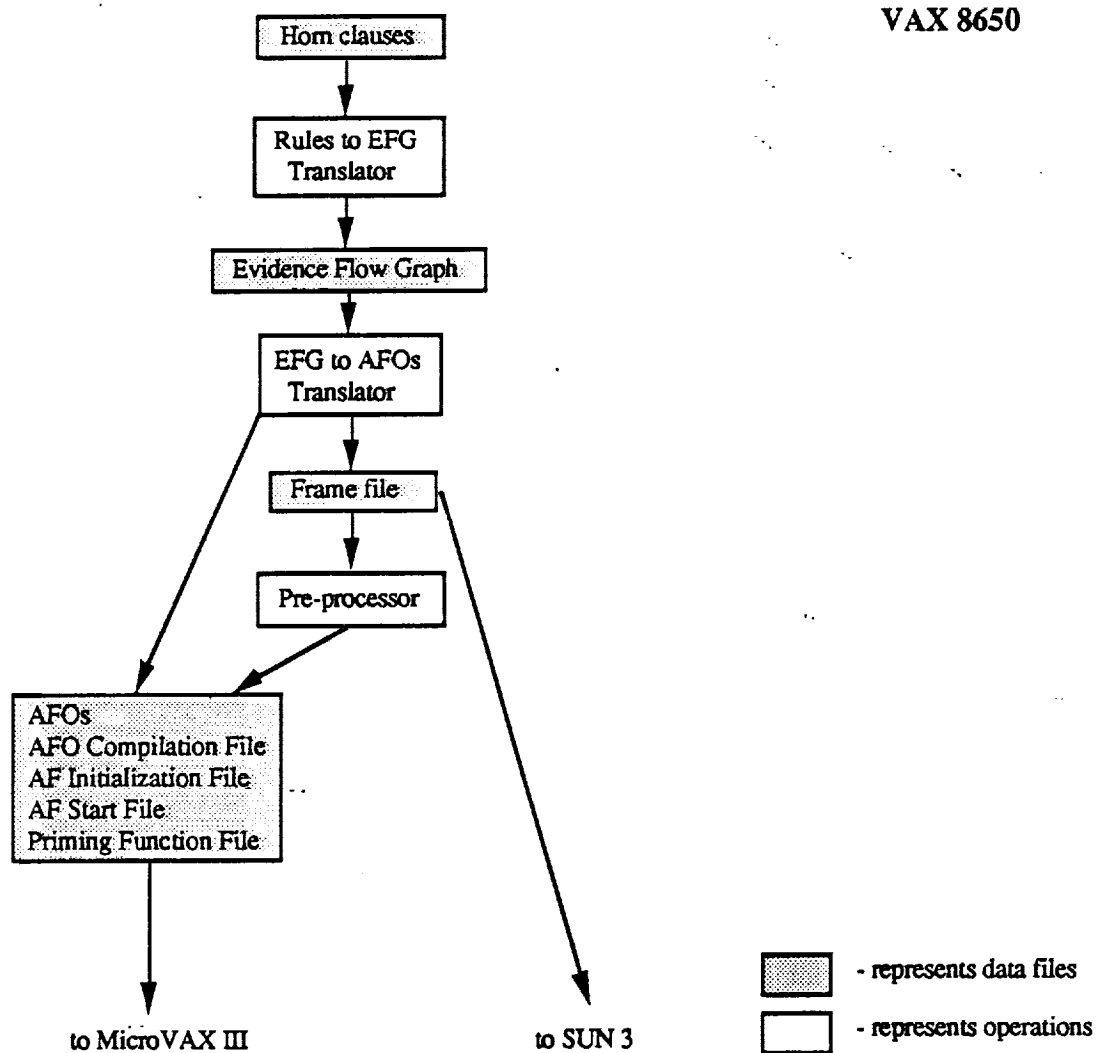 VAX 8650
Horn clauses
Rules to EFG
Translator
Evidence Flow Graph
EFG to AFOs
Translator
Frame file
Pre-processor
AFOs
AFO Compilation File
AF Initialization File
AF Start File
Priming Function File
- represents data files
- represents operations
to MicroVAX III
to SUN 3